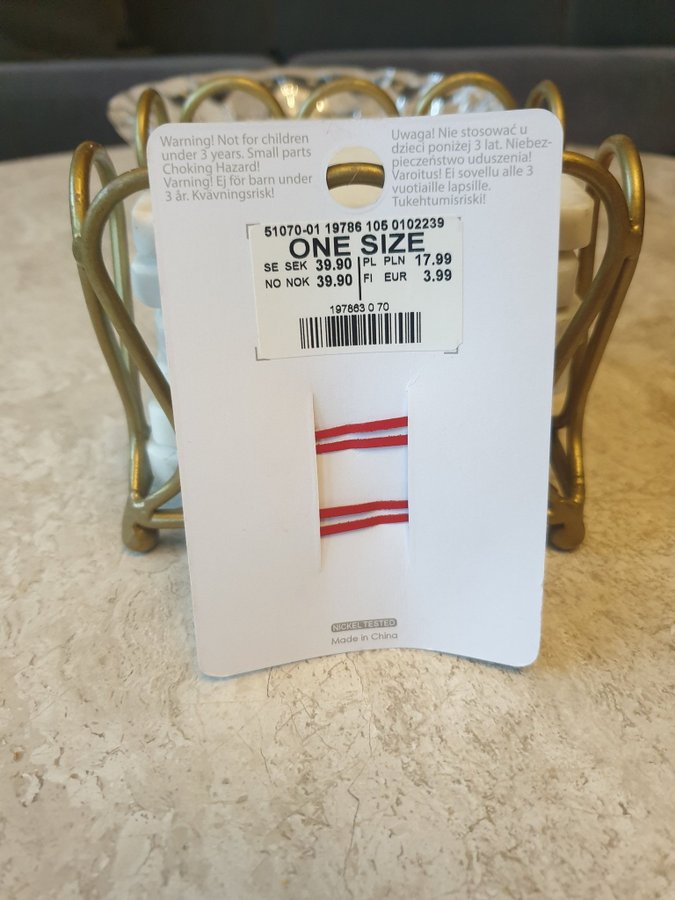 Warning! Not for children
under 3 years. Small parts
Choking Hazard!
Varning! Ej för barn under
3 år. Kvävningsrisk!
Uwaga! Nie stosować u
dzieci poniżej 3 lat. Niebez-
pieczeństwo uduszenia!
Varoitus! Ei sovellu alle 3
vuotiaille lapsille.
Tukehtumisriski!
51070-01 19786 105 0102239
ONE SIZE
SE SEK 39.90 PL PLN 17.99
NO NOK 39.90 FI EUR 3.99
197863 0 70
NICKEL TESTED
Made in China